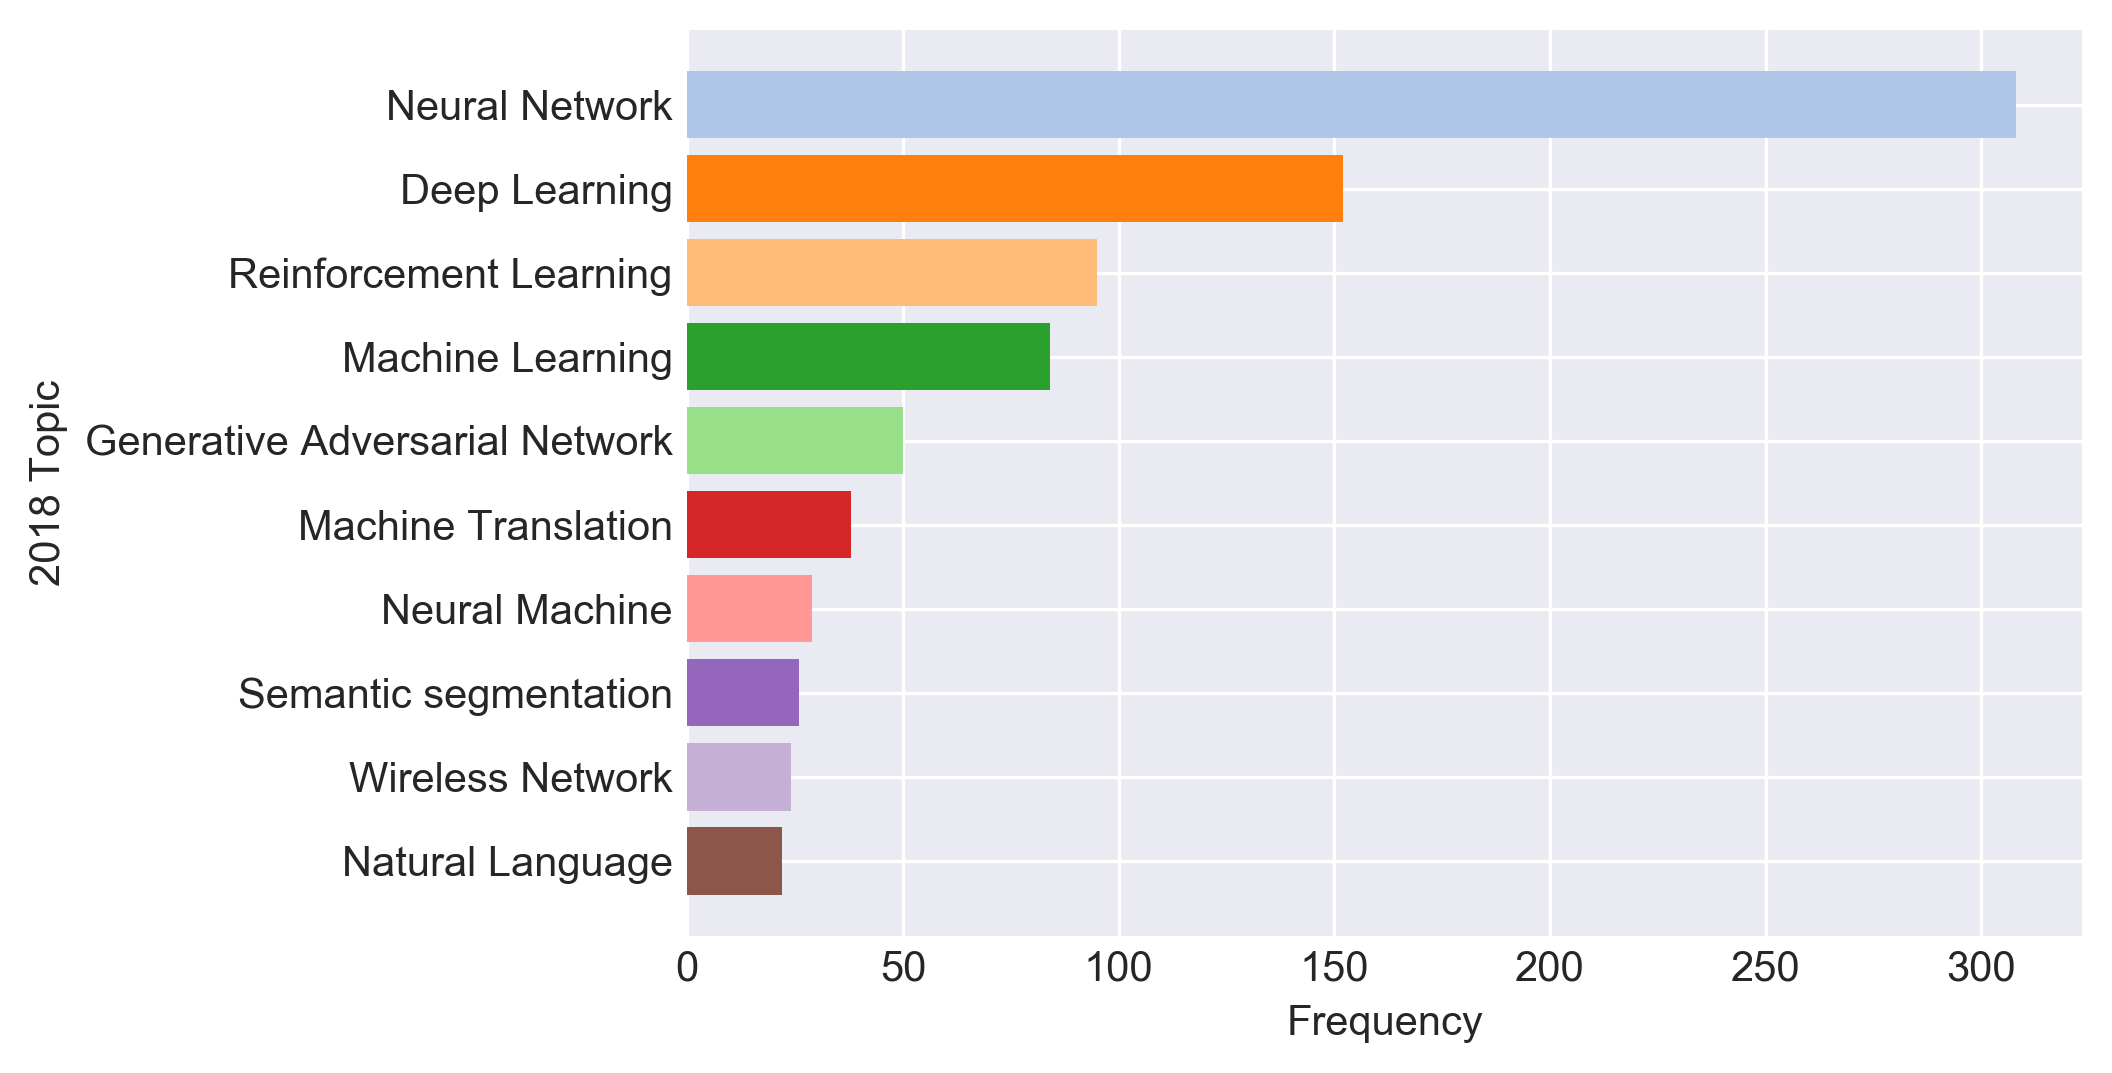 Neural Network
Deep Learning
Reinforcement Learning
Machine Learning
Generative Adversarial Network
Machine Translation
Neural Machine
Semantic segmentation
Wireless Network
Natural Language
2018 Topic
0 50 100 150 200 250 300
Frequency